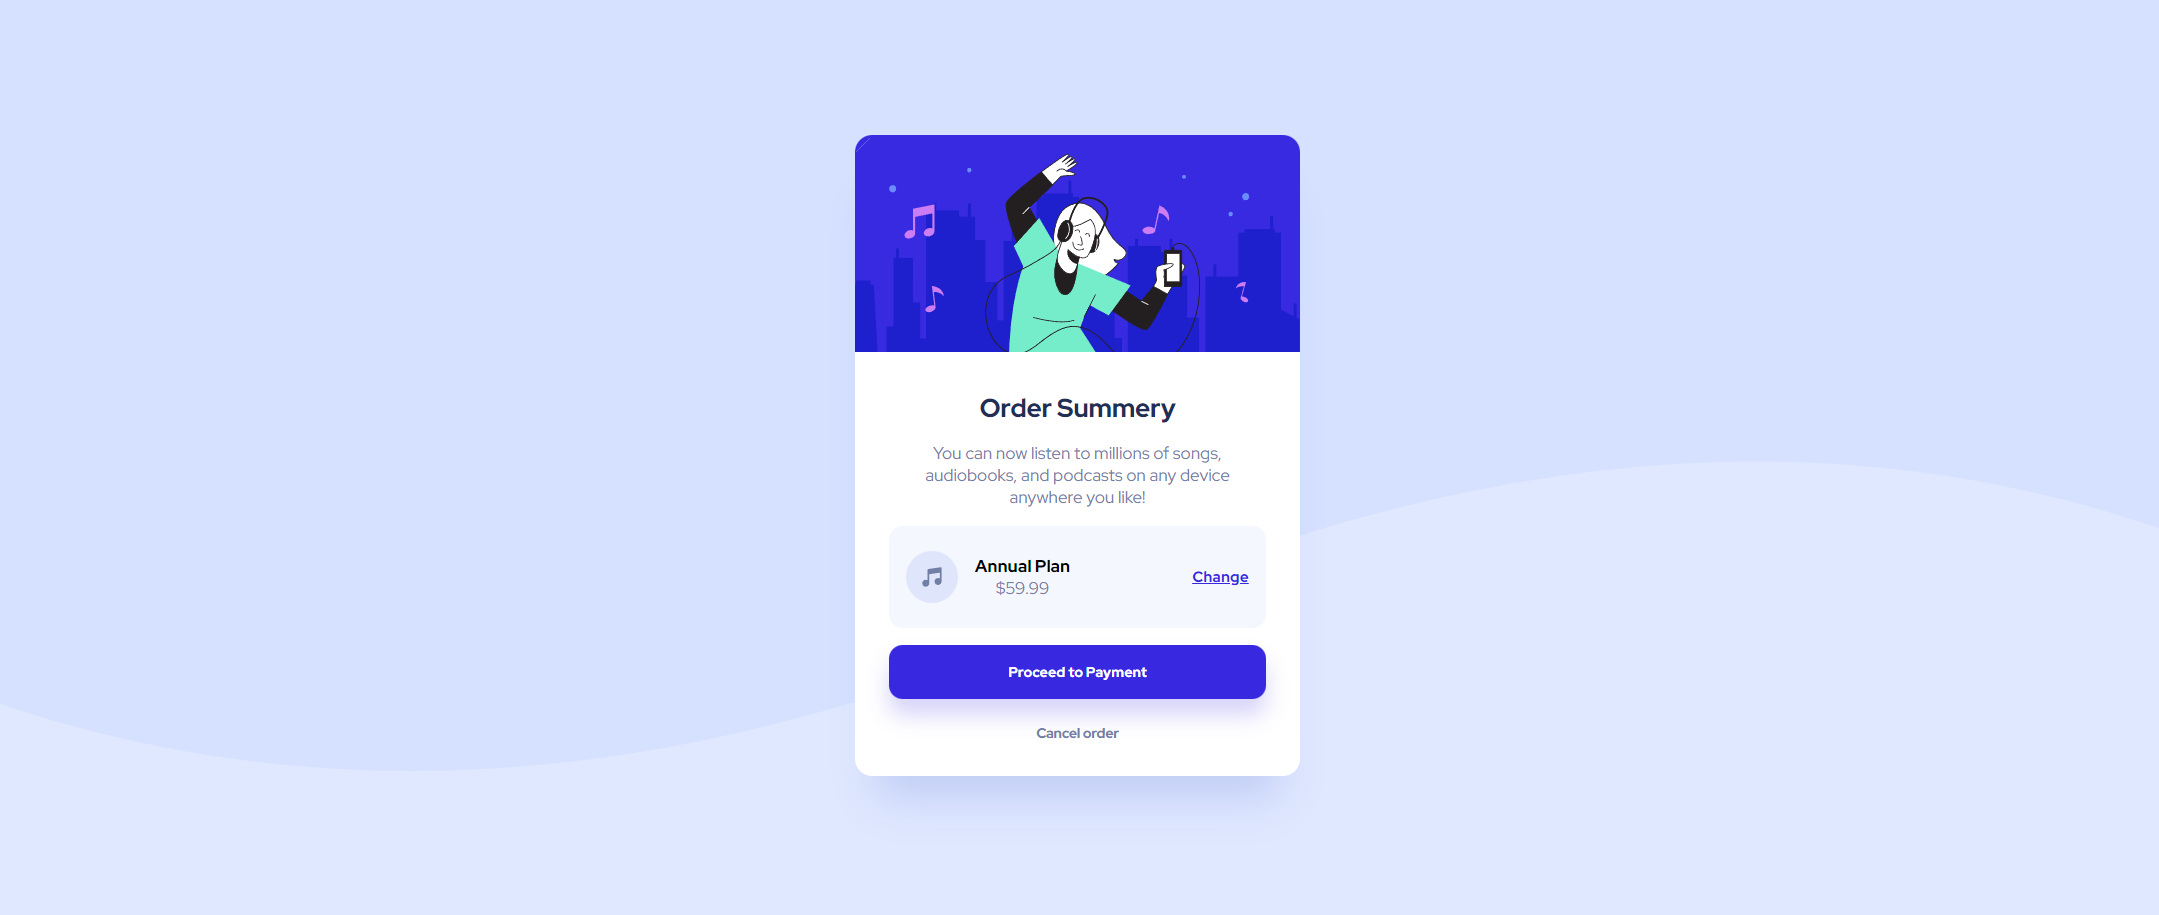 Order Summery
You can now listen to millions of songs,
audiobooks, and podcasts on any device
anywhere you like!
Annual Plan
$59.99
Change
Proceed to Payment
Cancel order